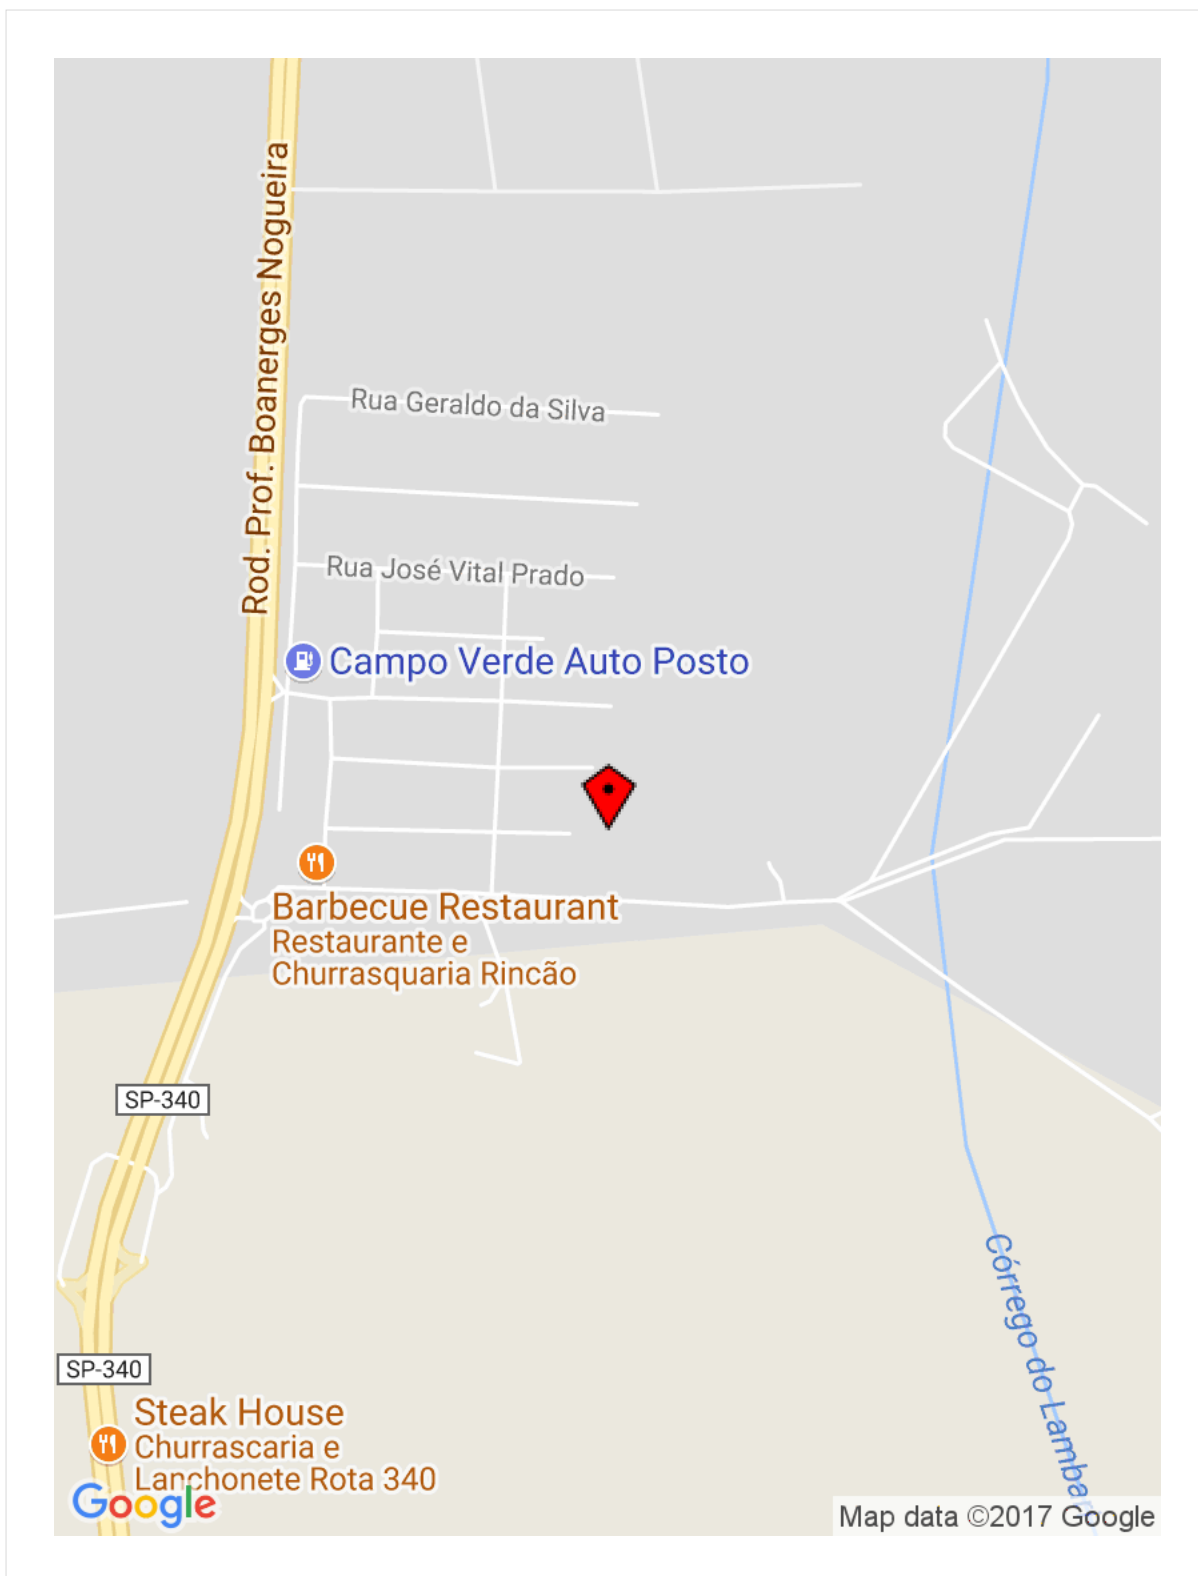 Rod. Prof. Boanerges Nogueira
Rua Geraldo da Silva
Rua José Vital Prado
Campo Verde Auto Posto
Barbecue Restaurant
Restaurante e
Churrasquaria Rincão
SP-340
Córrego do Lambari
SP-340
Steak House
Churrascaria e
Lanchonete Rota 340
Google
Map data ©2017 Google